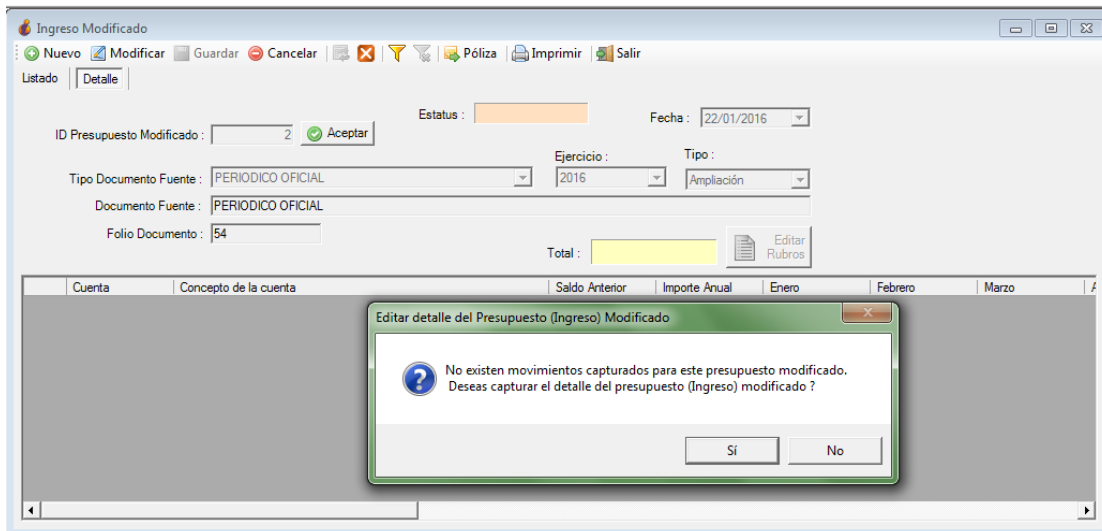 Ingreso Modificado
Nuevo Modificar Guardar Cancelar Póliza Imprimir Salir
Listado Detalle
Estatus : Fecha : 22/01/2016
ID Presupuesto Modificado : 2 Aceptar
Ejercicio : Tipo :
Tipo Documento Fuente : PERIODICO OFICIAL 2016 Ampliación
Documento Fuente : PERIODICO OFICIAL
Folio Documento : 54
Total : Editar Rubros
Cuenta Concepto de la cuenta Saldo Anterior Importe Anual Enero Febrero Marzo A
Editar detalle del Presupuesto (Ingreso) Modificado
No existen movimientos capturados para este presupuesto modificado.
Deseas capturar el detalle del presupuesto (Ingreso) modificado ?
Sí No